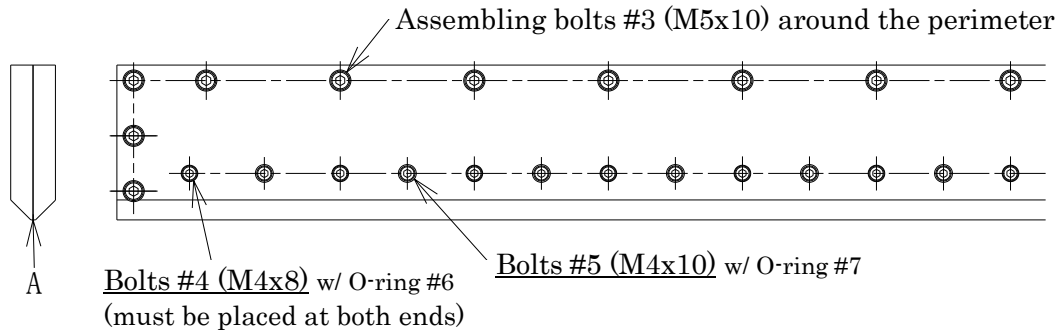 Assembling bolts #3 (M5x10) around the perimeter
A
Bolts #4 (M4x8) w/ O-ring #6
(must be placed at both ends)
Bolts #5 (M4x10) w/ O-ring #7